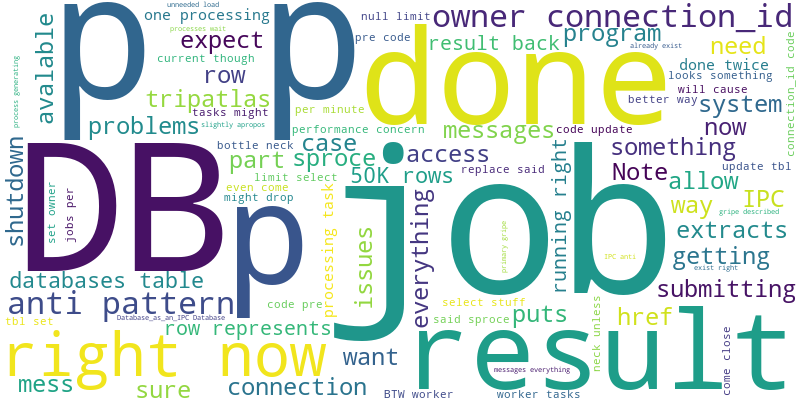 unneeded load
one processing
processes wait
null limit
owner connection_id
p p
pre code
program
expect
result back
already exist
need
avalable
current though
done
done twice
process generating
row
looks something
connection_id code
tripatlas
tasks might
per minute
better way
will cause
system
problems
slightly apropos
performance concern
messages
code update
now
bottle neck
case
something
shutdown
DB
part
sproce
access
job
running right
update tbl
even come
limit select
50K rows
replace said
Note
allow
might drop
p
set owner
jobs per
processing task
issues
everything
primary gripe
way
IPC
gripe described
extracts
IPC anti
getting
exist right
databases table
submitting
anti pattern
code pre
select stuff
Database_as_an_IPC Database
tbl set
row represents
said sproce
puts
href
neck unless
right now
want
result
come close
messages everything
mess
sure
connection
BTW worker
worker tasks